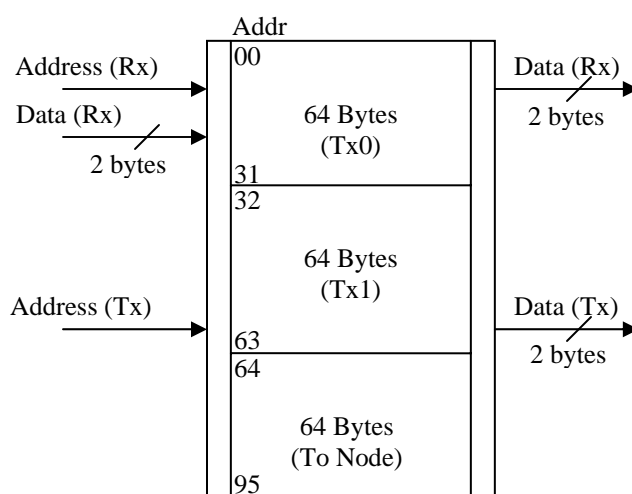 Addr
00
Address (Rx)
Data (Rx)
2 bytes
Data (Rx)
2 bytes
64 Bytes
(Tx0)
31
32
64 Bytes
(Tx1)
Address (Tx)
Data (Tx)
2 bytes
63
64
64 Bytes
(To Node)
95